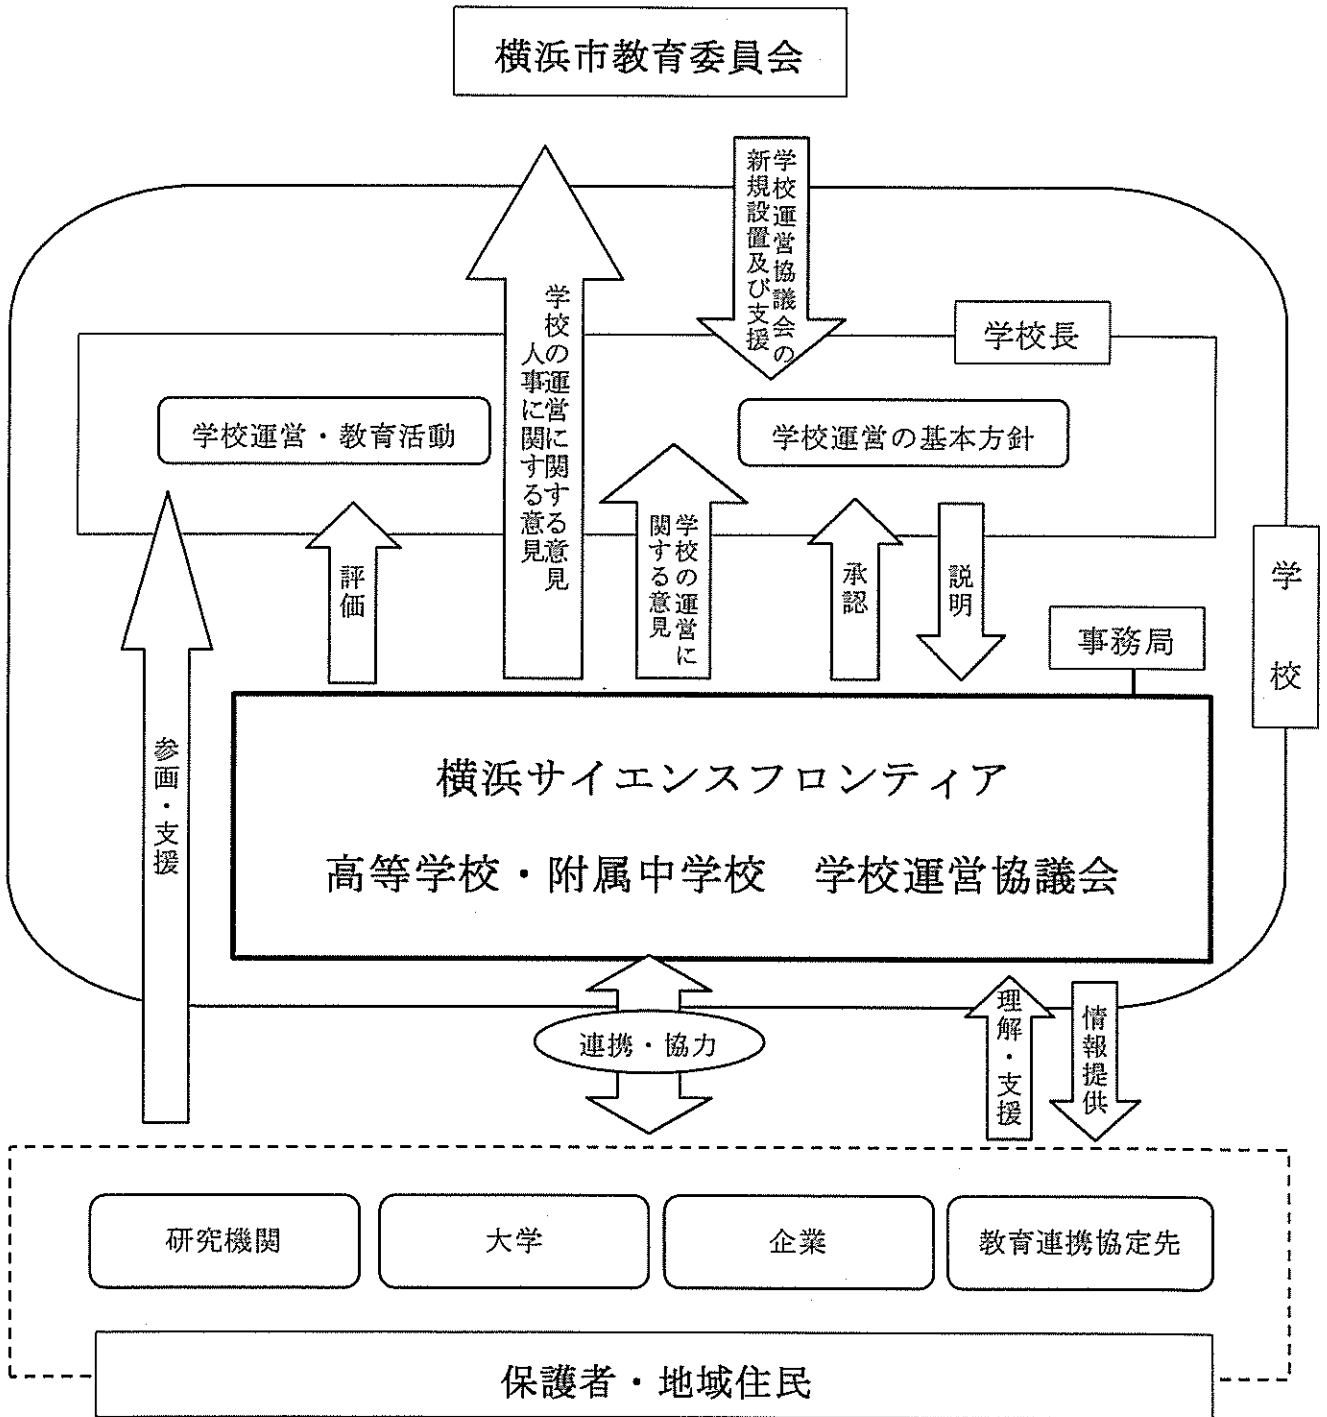 横浜市教育委員会
学校運営協議会の
新規設置及び支援
学校の運営に関する意見
人事に関する意見
学校長
学校運営・教育活動
学校運営の基本方針
学校の運営に
関する意見
評価
承認
説明
学校
事務局
参画・支援
横浜サイエンスフロンティア
高等学校・附属中学校 学校運営協議会
連携・協力
理解・支援
情報提供
研究機関
大学
企業
教育連携協定先
保護者・地域住民